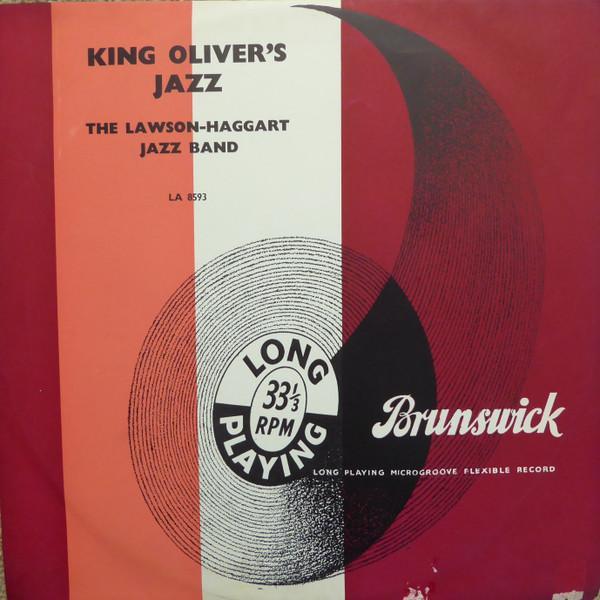 KING OLIVER'S
JAZZ
THE LAWSON-HAGGART
JAZZ BAND
LA 8593
LONG
33⅓
RPM
PLAYING
Brunswick
LONG PLAYING MICROGROOVE FLEXIBLE RECORD